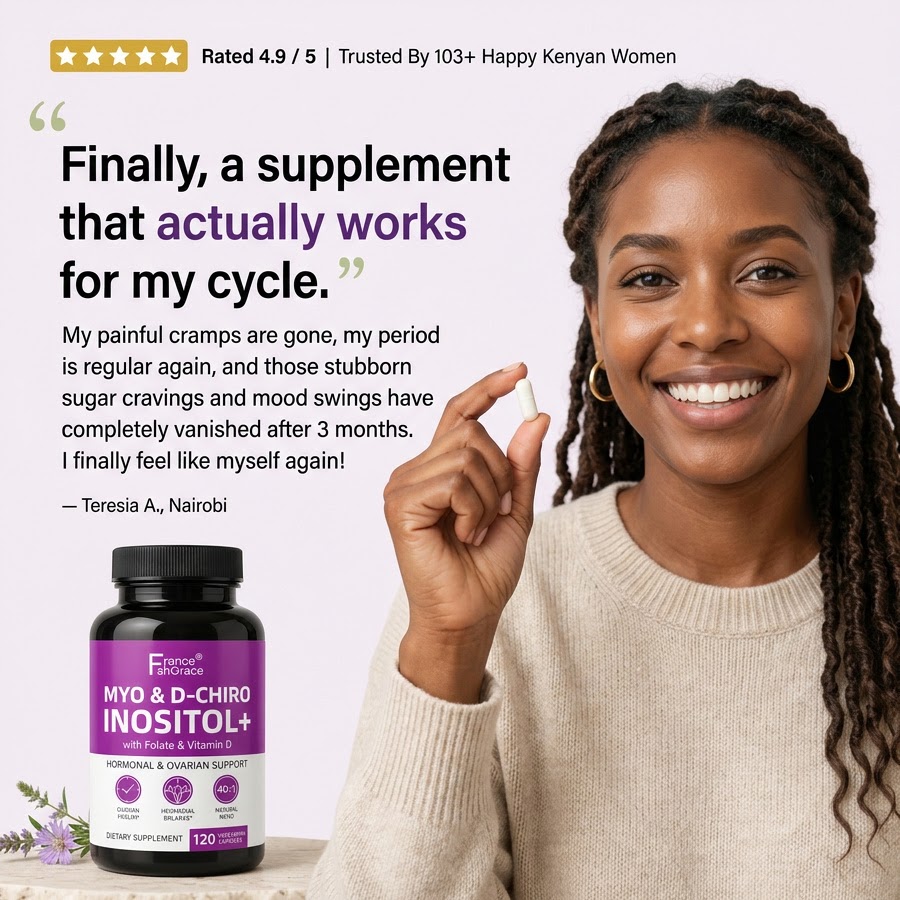 Rated 4.9 / 5 | Trusted By 103+ Happy Kenyan Women
“
Finally, a supplement
that actually works
for my cycle.”
My painful cramps are gone, my period
is regular again, and those stubborn
sugar cravings and mood swings have
completely vanished after 3 months.
I finally feel like myself again!
— Teresia A., Nairobi
France®
ahGrace
MYO & D-CHIRO
INOSITOL+
with Folate & Vitamin D
HORMONAL & OVARIAN SUPPORT
40:1
DIETARY SUPPLEMENT
120